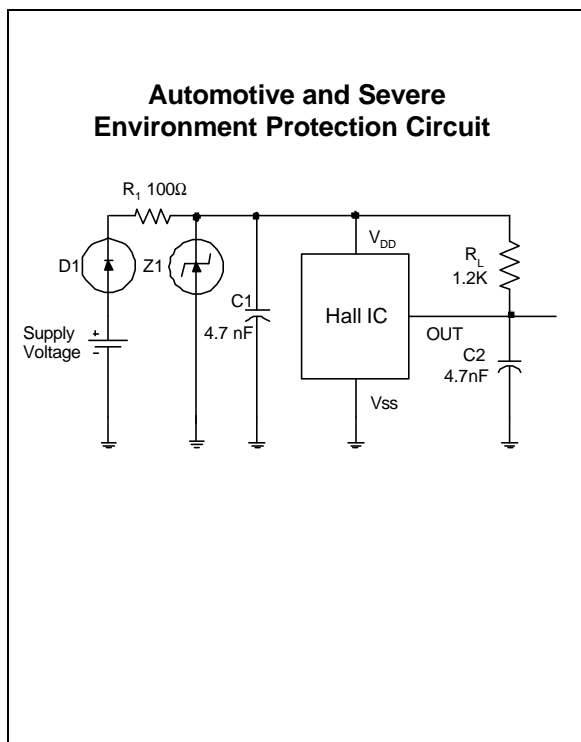 Automotive and Severe
Environment Protection Circuit
R1 100Ω
D1
Z1
VDD
RL
1.2K
C1
4.7 nF
Hall IC
Supply
Voltage
+
-
OUT
C2
4.7nF
Vss